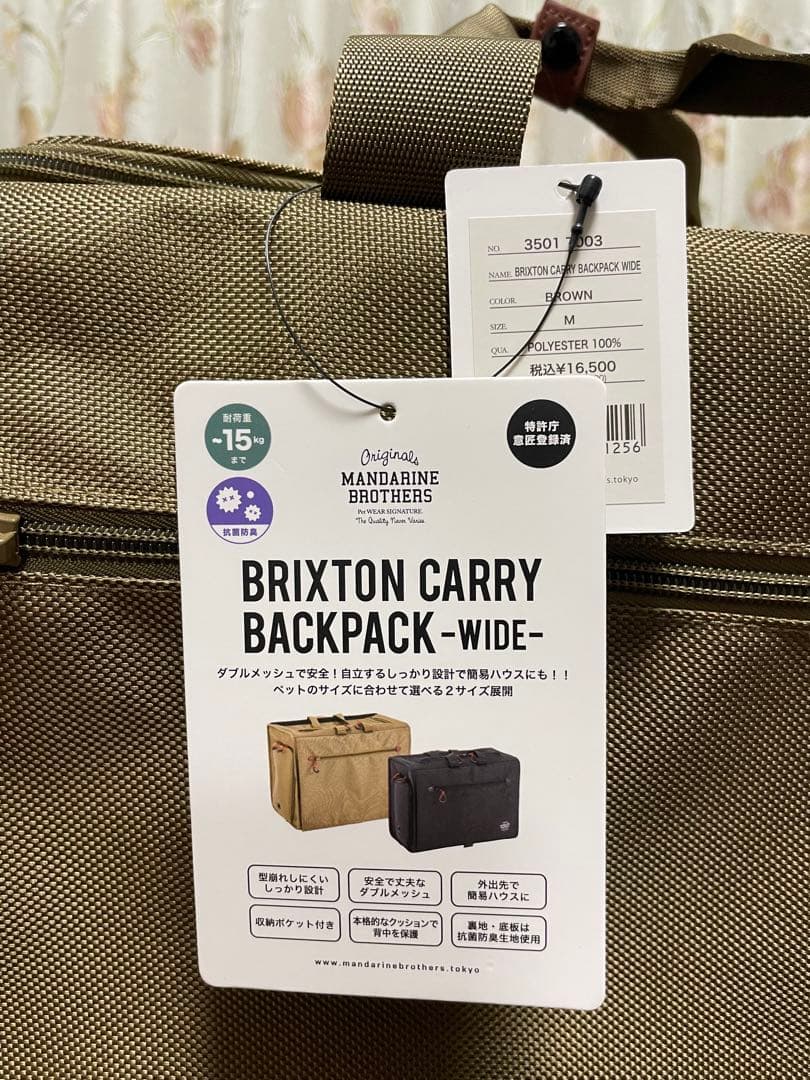 NO. 3501 7003
NAME. BRIXTON CARRY BACKPACK WIDE
COLOR. BROWN
SIZE. M
QUA. POLYESTER 100%
税込¥16,500
1256
s.tokyo
耐荷重
~15kg
まで
抗菌防臭
Originals
MANDARINE
BROTHERS
Pet WEAR SIGNATURE.
The Quality Never Varies.
特許庁
意匠登録済
BRIXTON CARRY
BACKPACK -WIDE-
ダブルメッシュで安全!自立するしっかり設計で簡易ハウスにも!!
ペットのサイズに合わせて選べる2サイズ展開
型崩れしにくい
しっかり設計
安全で丈夫な
ダブルメッシュ
外出先で
簡易ハウスに
収納ポケット付き
本格的なクッションで
背中を保護
裏地・底板は
抗菌防臭生地使用
www.mandarinebrothers.tokyo